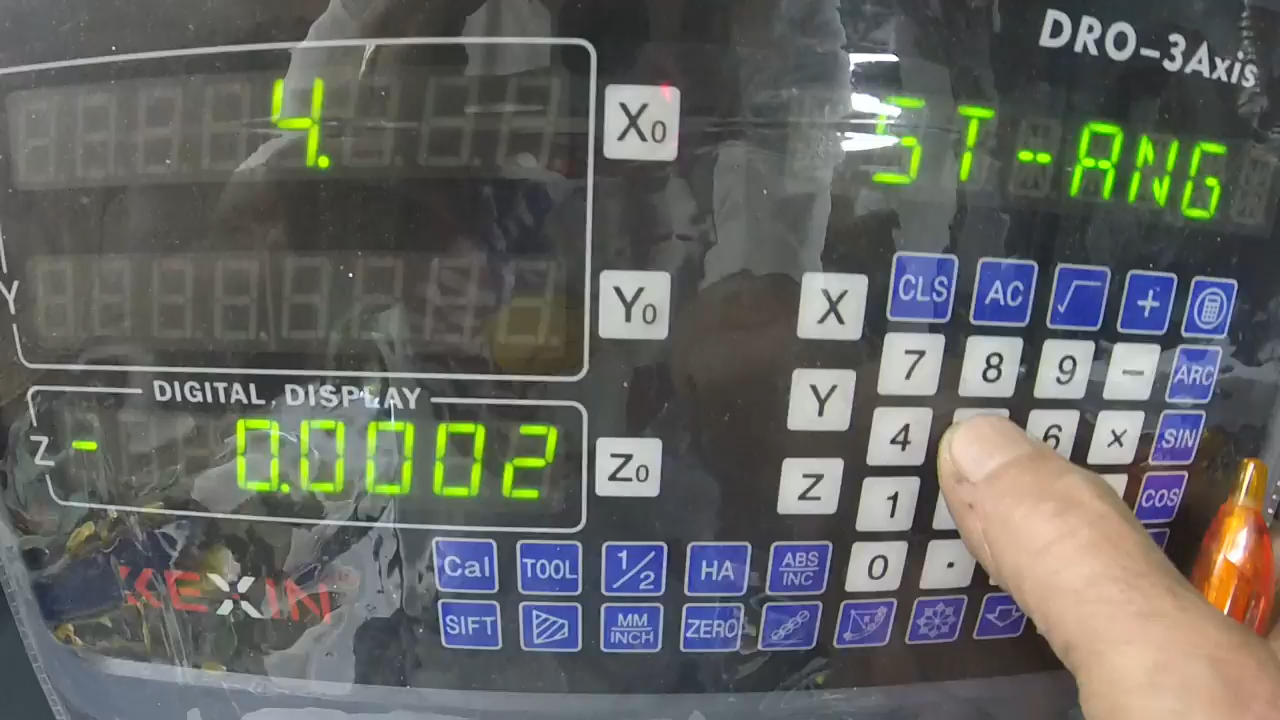 DRO-3Axis
4.
X0
ST-ANG
Y
Y0
X
CLS
AC
√
+
7
8
9
-
ARC
DIGITAL DISPLAY
Y
4
6
×
SIN
Z
- 0.0002
Z0
Z
1
COS
Cal
TOOL
1/2
HA
ABS
INC
0
.
KEXIN
SIFT
MM
INCH
ZERO